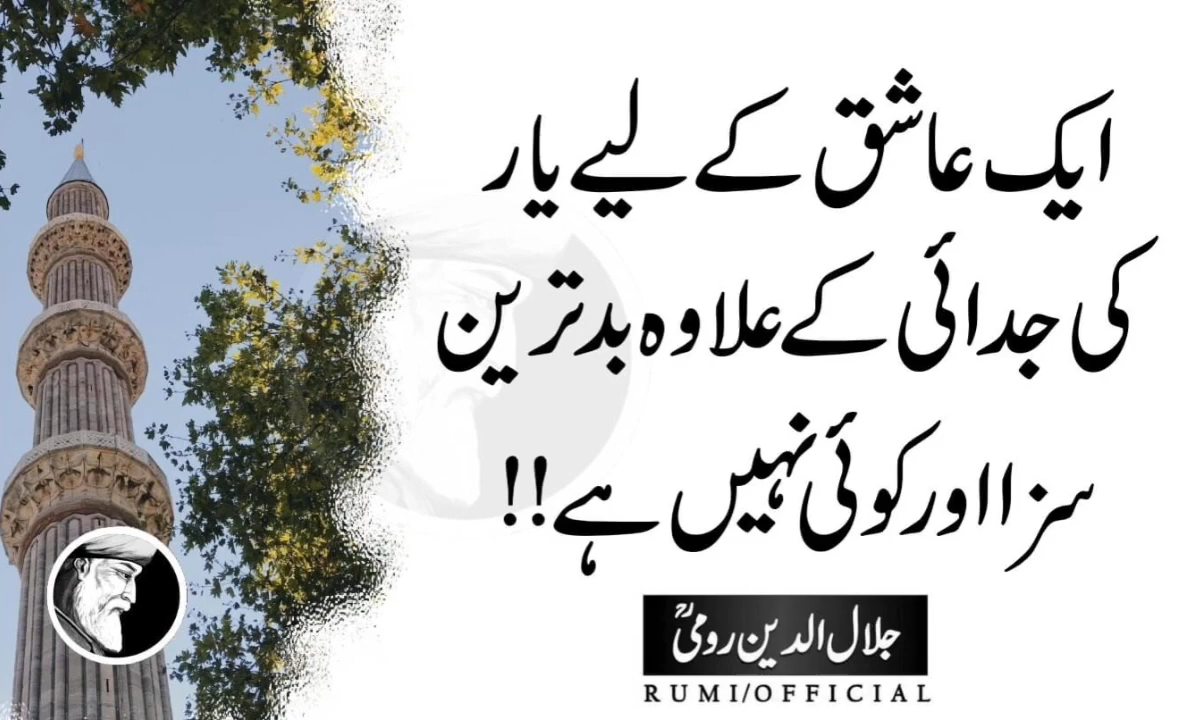 ایک عاشق کے لیے یار
کی جدائی کے علاوہ بدترین
سزا اور کوئی نہیں ہے!!
جلال الدین رومیؒ
RUMI/OFFICIAL